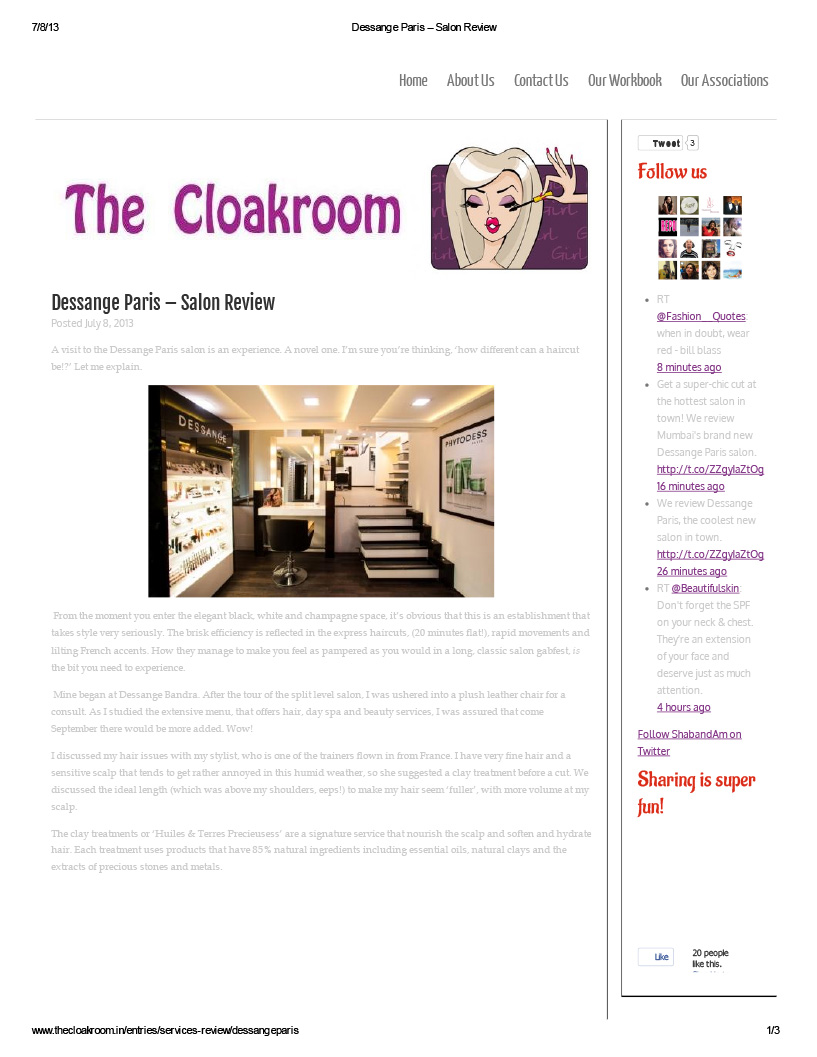 7/8/13
Dessange Paris – Salon Review
Home About Us Contact Us Our Workbook Our Associations
The Cloakroom
Girl
Dessange Paris – Salon Review
Posted July 8, 2013
A visit to the Dessange Paris salon is an experience. A novel one. I'm sure you're thinking, 'how different can a haircut
be!?' Let me explain.
DESSANGE
PHYTODESS
From the moment you enter the elegant black, white and champagne space, it's obvious that this is an establishment that
takes style very seriously. The brisk efficiency is reflected in the express haircuts, (20 minutes flat!), rapid movements and
lilting French accents. How they manage to make you feel as pampered as you would in a long, classic salon gabfest, is
the bit you need to experience.
Mine began at Dessange Bandra. After the tour of the split level salon, I was ushered into a plush leather chair for a
consult. As I studied the extensive menu, that offers hair, day spa and beauty services, I was assured that come
September there would be more added. Wow!
I discussed my hair issues with my stylist, who is one of the trainers flown in from France. I have very fine hair and a
sensitive scalp that tends to get rather annoyed in this humid weather, so she suggested a clay treatment before a cut. We
discussed the ideal length (which was above my shoulders, eeps!) to make my hair seem 'fuller', with more volume at my
scalp.
The clay treatments or 'Huiles & Terres Precieusess' are a signature service that nourish the scalp and soften and hydrate
hair. Each treatment uses products that have 85% natural ingredients including essential oils, natural clays and the
extracts of precious stones and metals.
Tweet 3
Follow us
RT
@Fashion__Quotes:
when in doubt, wear
red - bill blass
8 minutes ago
Get a super-chic cut at
the hottest salon in
town! We review
Mumbai's brand new
Dessange Paris salon.
http://t.co/ZZgyIaZtOg
16 minutes ago
We review Dessange
Paris, the coolest new
salon in town.
http://t.co/ZZgyIaZtOg
26 minutes ago
RT @Beautifulskin:
Don't forget the SPF
on your neck & chest.
They're an extension
of your face and
deserve just as much
attention.
4 hours ago
Follow ShabandAm on
Twitter
Sharing is super
fun!
Like
20 people
like this.
www.thecloakroom.in/entries/services-review/dessangeparis
1/3